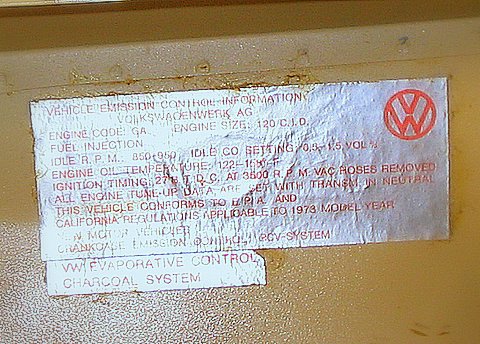 VEHICLE EMISSION CONTROL INFORMATION
VOLKSWAGENWERK AG
ENGINE CODE: GA ENGINE SIZE: 120 C.I.D.
FUEL INJECTION
IDLE R.P.M.: 850-950 IDLE CO SETTING: 0,5-1,5 VOL %
ENGINE OIL TEMPERATURE: 122-
IGNITION TIMING: 27° B.T.D.C. AT 3500 R.P.M. VAC.HOSES REMOVED
ALL ENGINE TUNE-UP DATA ARE SET WITH TRANSM. IN NEUTRAL
THIS VEHICLE CONFORMS TO E.P.A. AND
CALIFORNIA REGULATIONS APPLICABLE TO 1973 MODEL YEAR
NEW MOTOR VEHICLES
CRANKCASE EMISSION CONTROL: PCV-SYSTEM
VW EVAPORATIVE CONTROL
CHARCOAL SYSTEM
VW